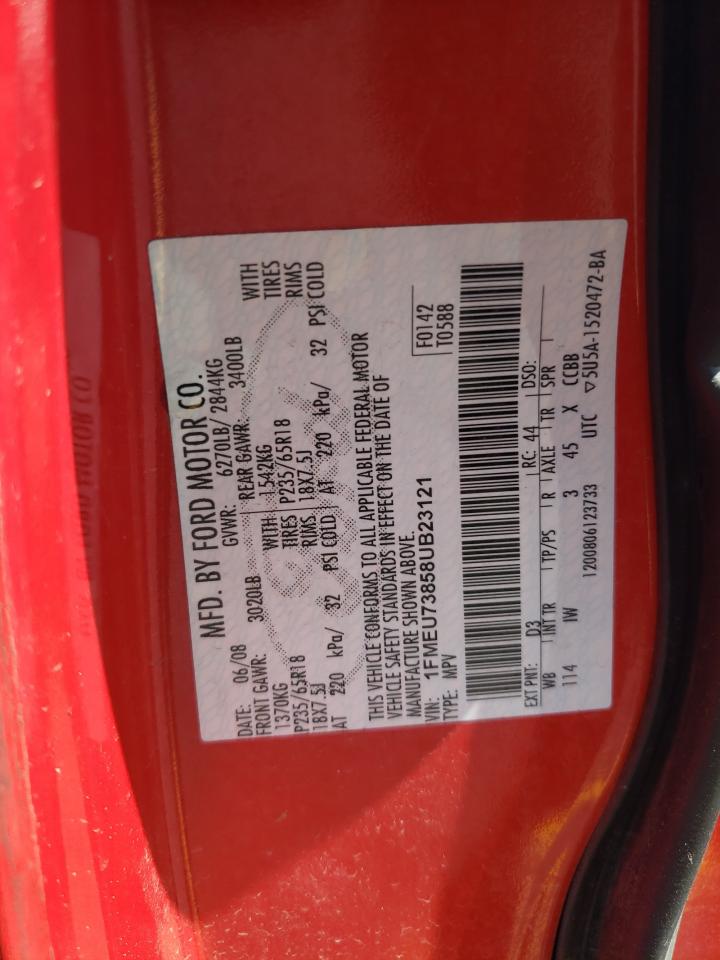 MFD. BY FORD MOTOR CO.
DATE: 06/08 GVWR: 6270LB/ 2844KG
FRONT GAWR: 3020LB REAR GAWR: 3400LB
1370KG WITH 1542KG WITH
P235/65R18 TIRES P235/65R18 TIRES
18X7.5J RIMS 18X7.5J RIMS
AT 220 kPa/ 32 PSI COLD AT 220 kPa/ 32 PSI COLD
THIS VEHICLE CONFORMS TO ALL APPLICABLE FEDERAL MOTOR
VEHICLE SAFETY STANDARDS IN EFFECT ON THE DATE OF
MANUFACTURE SHOWN ABOVE.
VIN: 1FMEU73858UB23121
TYPE: MPV
F0142
T0588
EXT PNT: D3 RC: 44 DSO:
WB INT TR TP/PS R AXLE TR SPR
114 IW 3 45 X CCBB
1200806123733 UTC ▽5U5A-1520472-BA